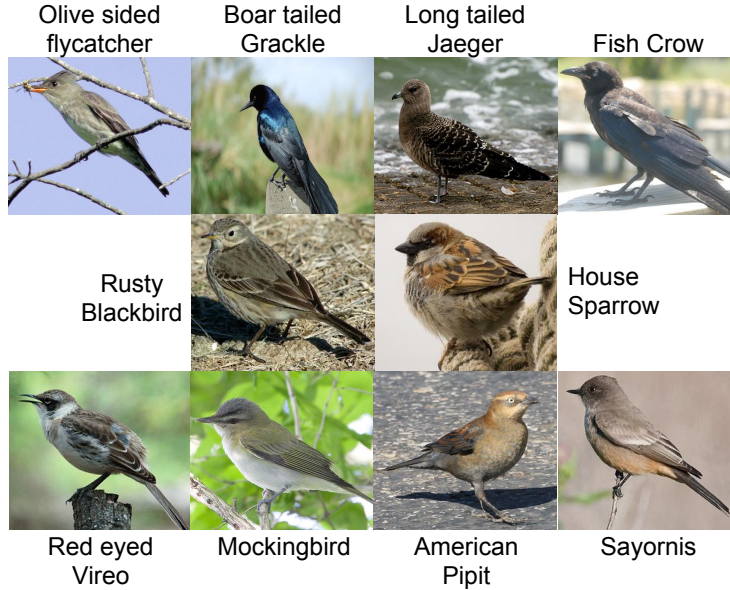 Olive sided
flycatcher
Boar tailed
Grackle
Long tailed
Jaeger
Fish Crow
Rusty
Blackbird
House
Sparrow
Red eyed
Vireo
Mockingbird
American
Pipit
Sayornis